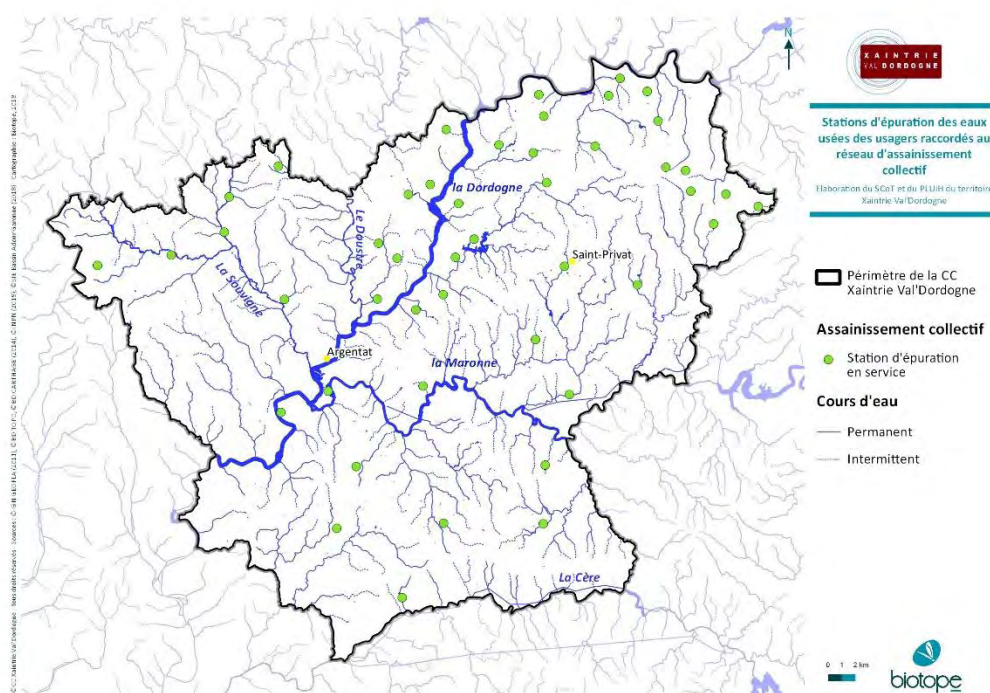 N
XAINTRIE
VAL DORDOGNE
Stations d'épuration des eaux
usées des usagers raccordés au
réseau d'assainissement
collectif
Elaboration du SCoT et du PLUiH du territoire
Xaintrie Val'Dordogne
la Dordogne
Le Doustre
Saint-Privat
La Souvigne
Argentat
la Maronne
La Cère
Périmètre de la CC
Xaintrie Val'Dordogne
Assainissement collectif
Station d'épuration
en service
Cours d'eau
Permanent
Intermittent
0 1 2 km
biotope